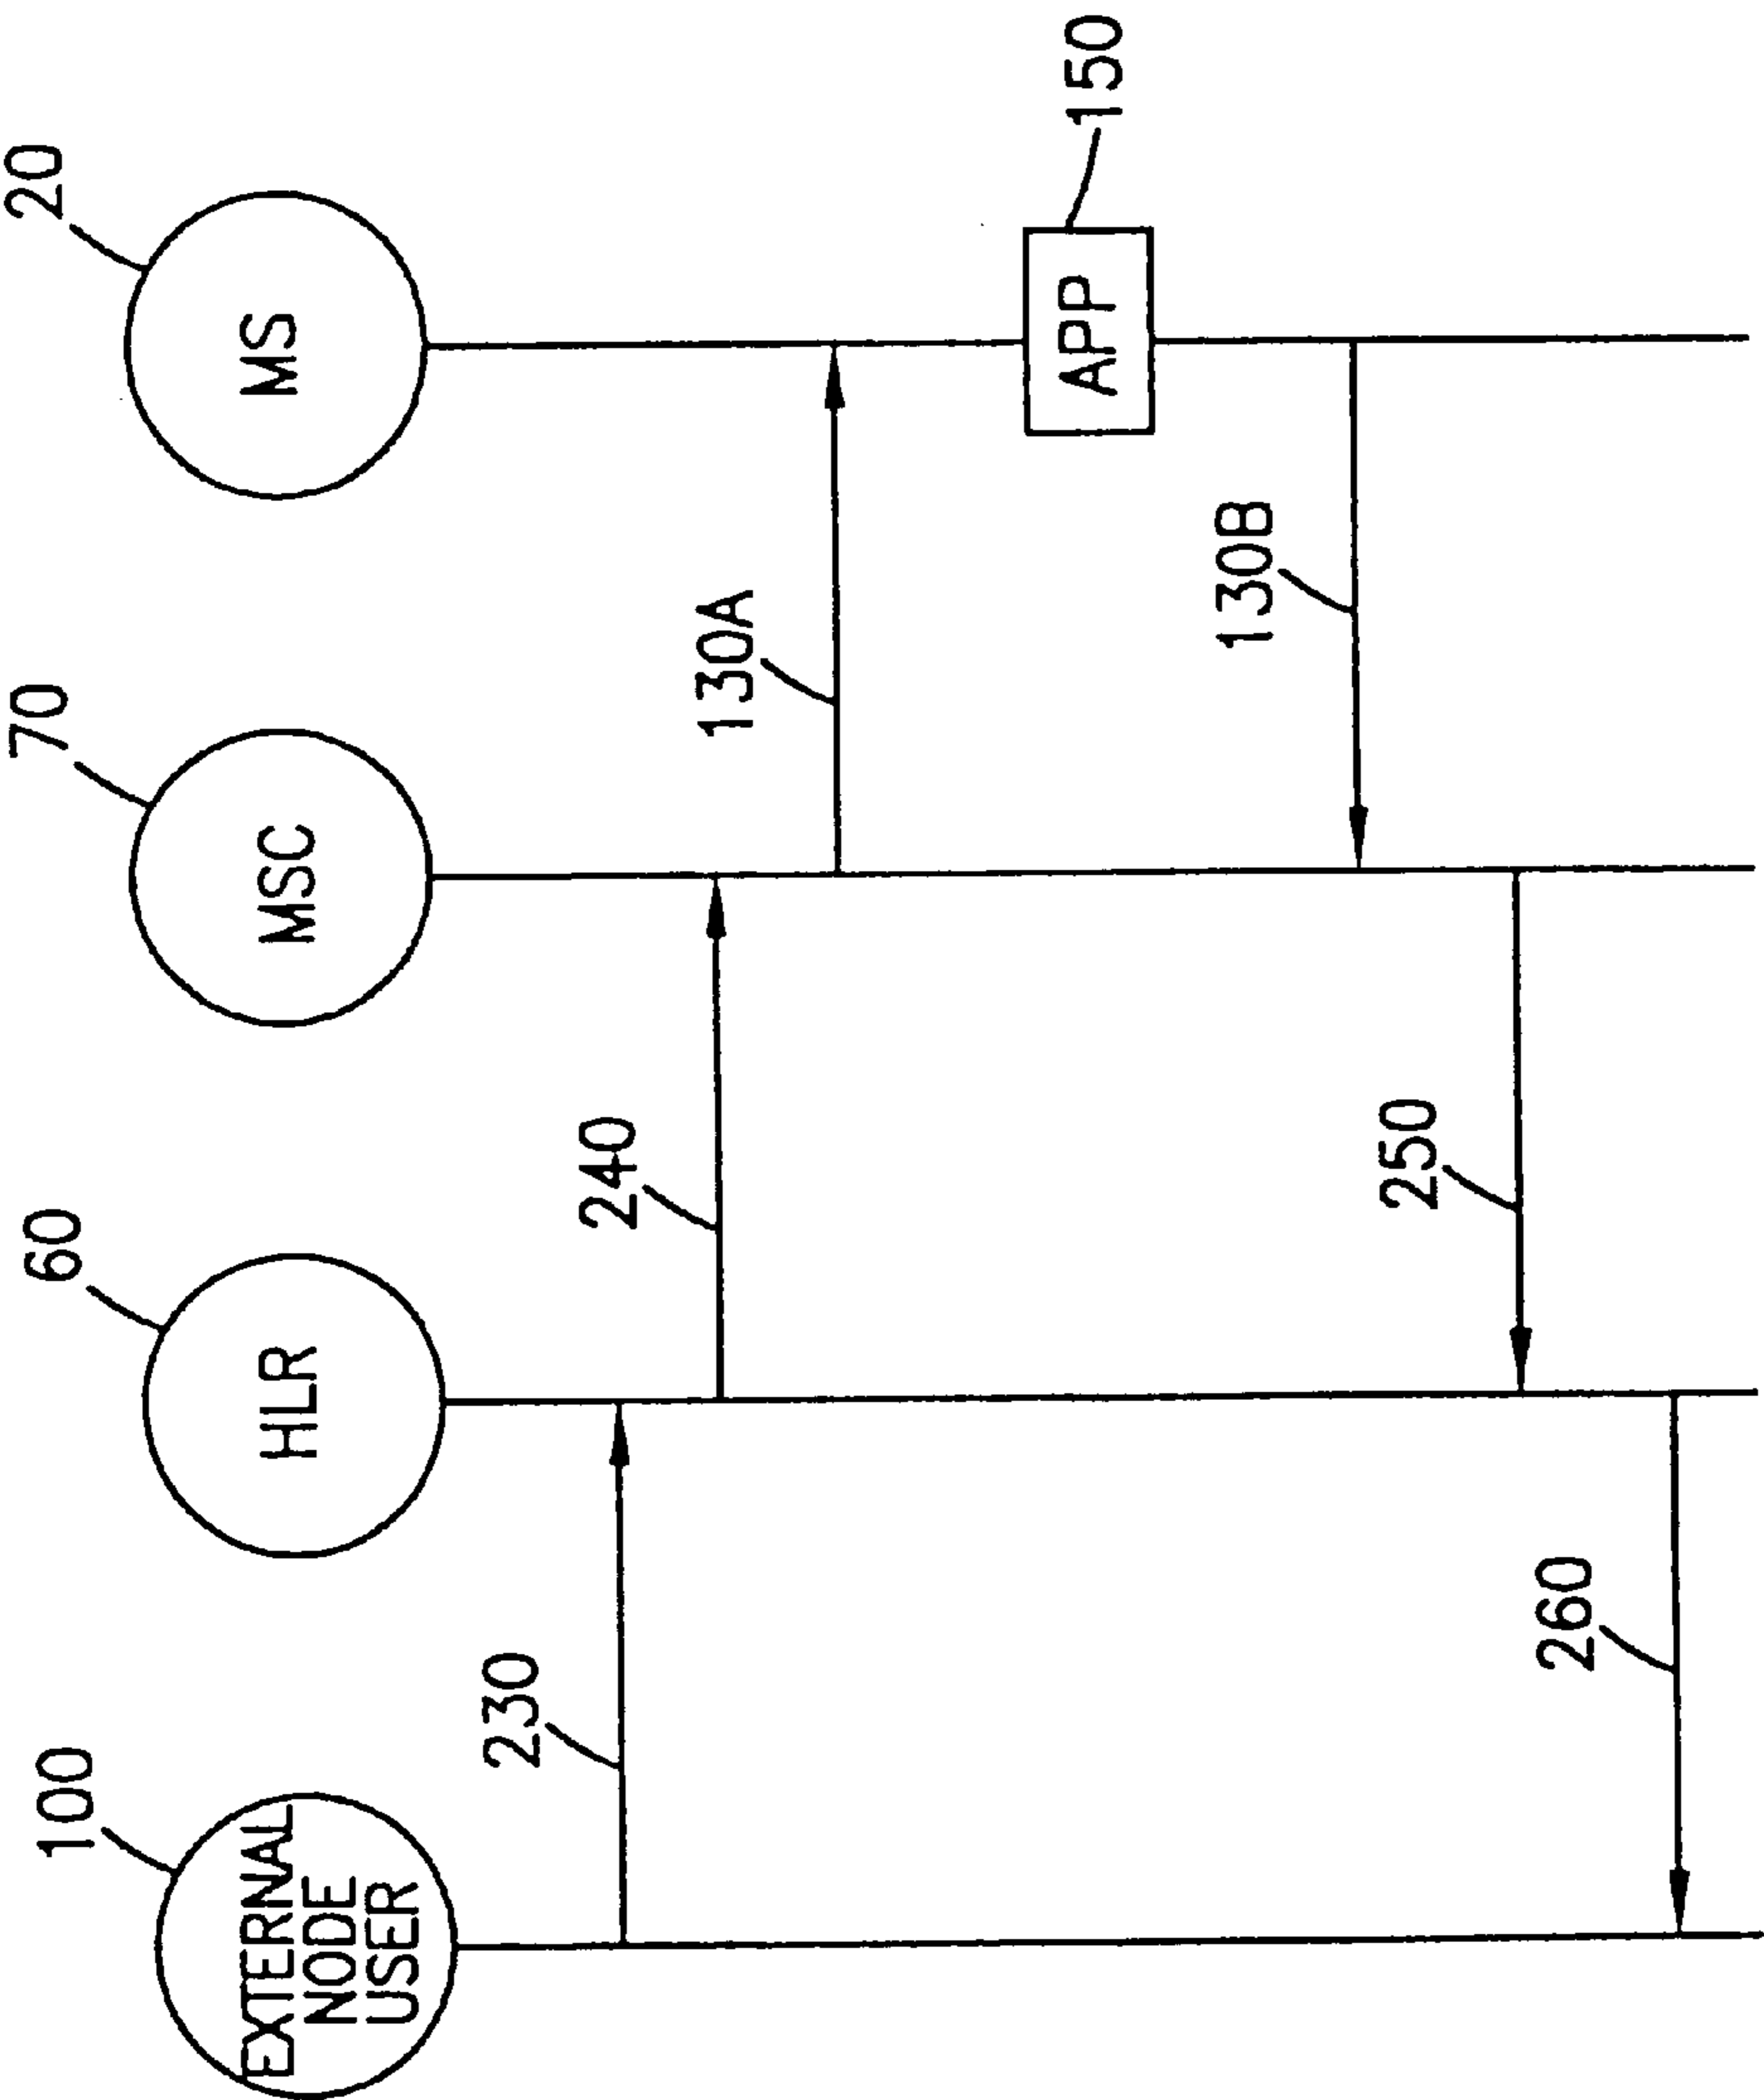 100
EXTERNAL
NODE
USER
60
HLR
70
MSC
20
MS
230
240
130A
APP
150
130B
250
260